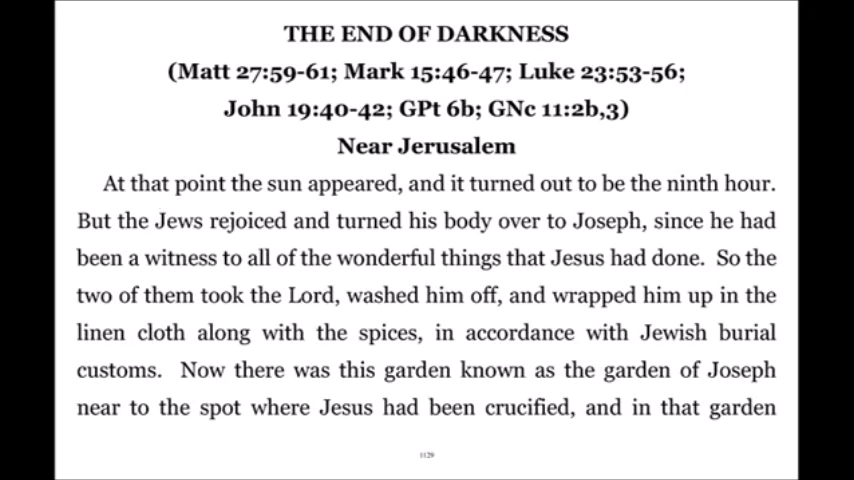 THE END OF DARKNESS
(Matt 27:59-61; Mark 15:46-47; Luke 23:53-56;
John 19:40-42; GPt 6b; GNc 11:2b,3)
Near Jerusalem
At that point the sun appeared, and it turned out to be the ninth hour.
But the Jews rejoiced and turned his body over to Joseph, since he had
been a witness to all of the wonderful things that Jesus had done.  So the
two of them took the Lord, washed him off, and wrapped him up in the
linen cloth along with the spices, in accordance with Jewish burial
customs.  Now there was this garden known as the garden of Joseph
near to the spot where Jesus had been crucified, and in that garden
1129